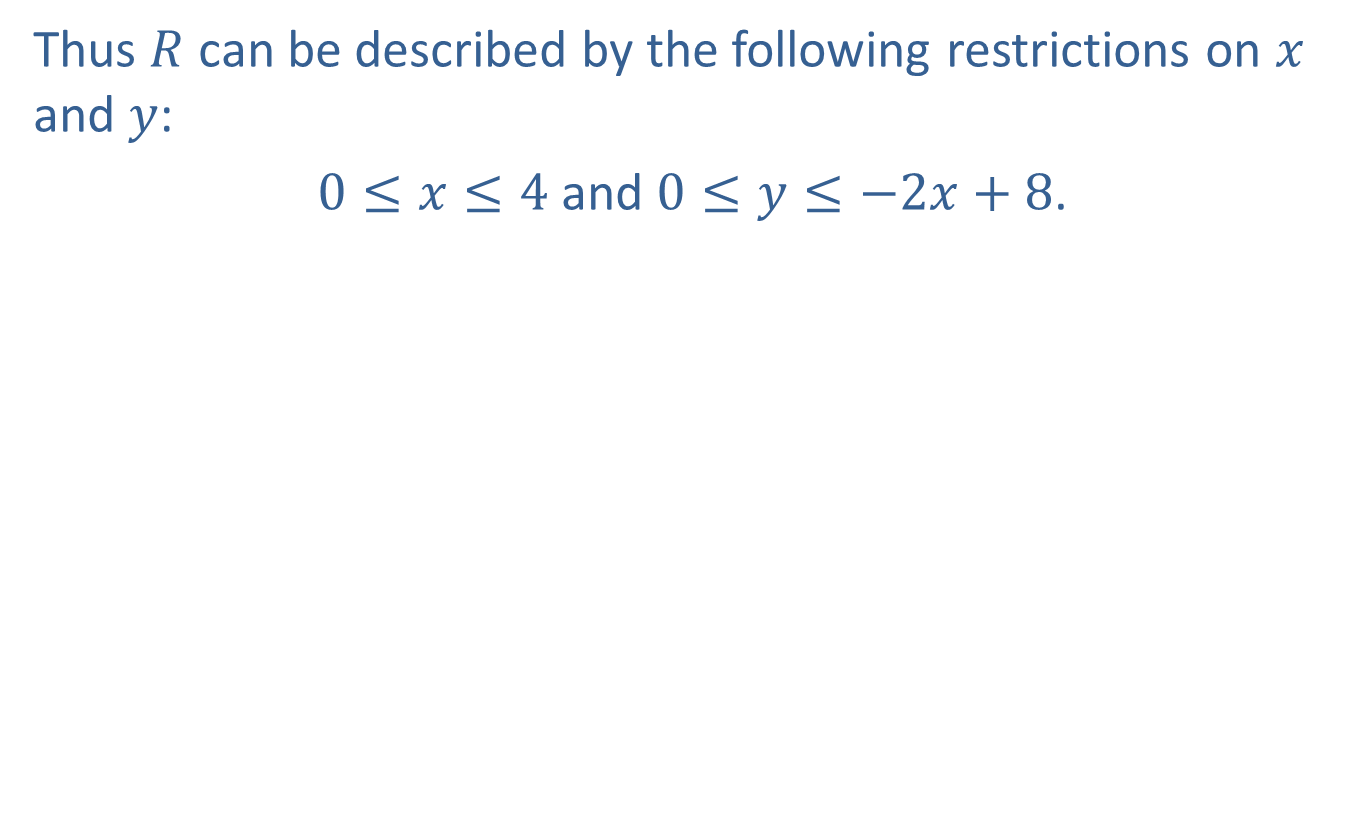 Thus 𝑅 can be described by the following restrictions on 𝑥
and 𝑦:
0 ≤ 𝑥 ≤ 4 and 0 ≤ 𝑦 ≤ −2𝑥 + 8.